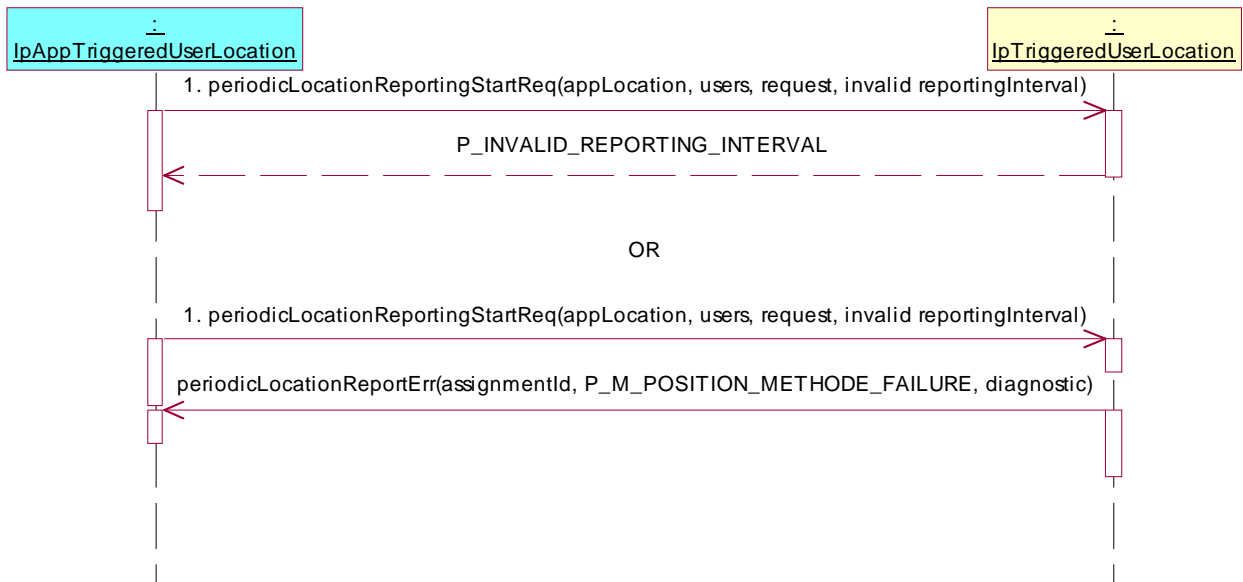 :
IpAppTriggeredUserLocation
:
IpTriggeredUserLocation
1. periodicLocationReportingStartReq(appLocation, users, request, invalid reportingInterval)
P_INVALID_REPORTING_INTERVAL
OR
1. periodicLocationReportingStartReq(appLocation, users, request, invalid reportingInterval)
periodicLocationReportErr(assignmentId, P_M_POSITION_METHODE_FAILURE, diagnostic)